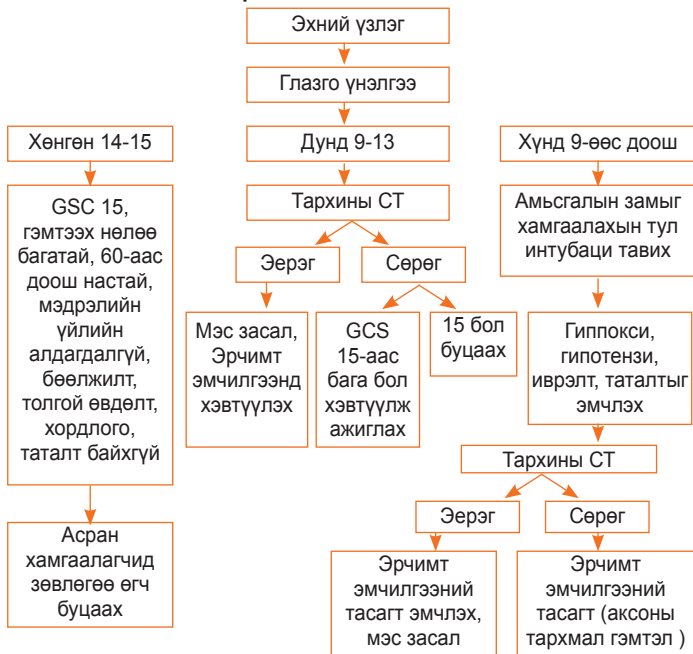 Эхний үзлэг
Глазго үнэлгээ
Хөнгөн 14-15
Дунд 9-13
Хүнд 9-өөс доош
GSC 15,
гэмтээх нөлөө
багатай, 60-аас
доош настай,
мэдрэлийн
үйлийн
алдагдалгүй,
бөөлжилт,
толгой өвдөлт,
хордлого,
таталт байхгүй
Асран
хамгаалагчид
зөвлөгөө өгч
буцаах
Тархины СТ
Эерэг
Сөрөг
Мэс засал,
Эрчимт
эмчилгээнд
хэвтүүлэх
GCS
15-аас
бага бол
хэвтүүлж
ажиглах
15 бол
буцаах
Амьсгалын замыг
хамгаалахын тул
интубаци тавих
Гиппокси,
гипотензи,
иврэлт, таталтыг
эмчлэх
Тархины СТ
Эерэг
Сөрөг
Эрчимт
эмчилгээний
тасагт эмчлэх,
мэс засал
Эрчимт
эмчилгээний
тасагт (аксоны
тархмал гэмтэл )